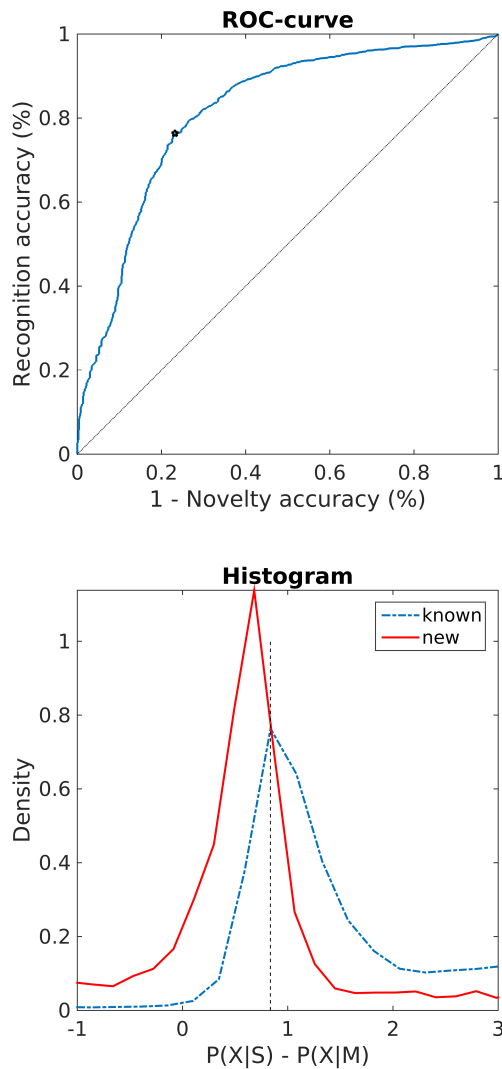 ROC-curve
1
0.8
0.6
0.4
0.2
0
Recognition accuracy (%)
0 0.2 0.4 0.6 0.8 1
1 - Novelty accuracy (%)
Histogram
known
new
1
0.8
0.6
0.4
0.2
0
Density
-1 0 1 2 3
P(X|S) - P(X|M)